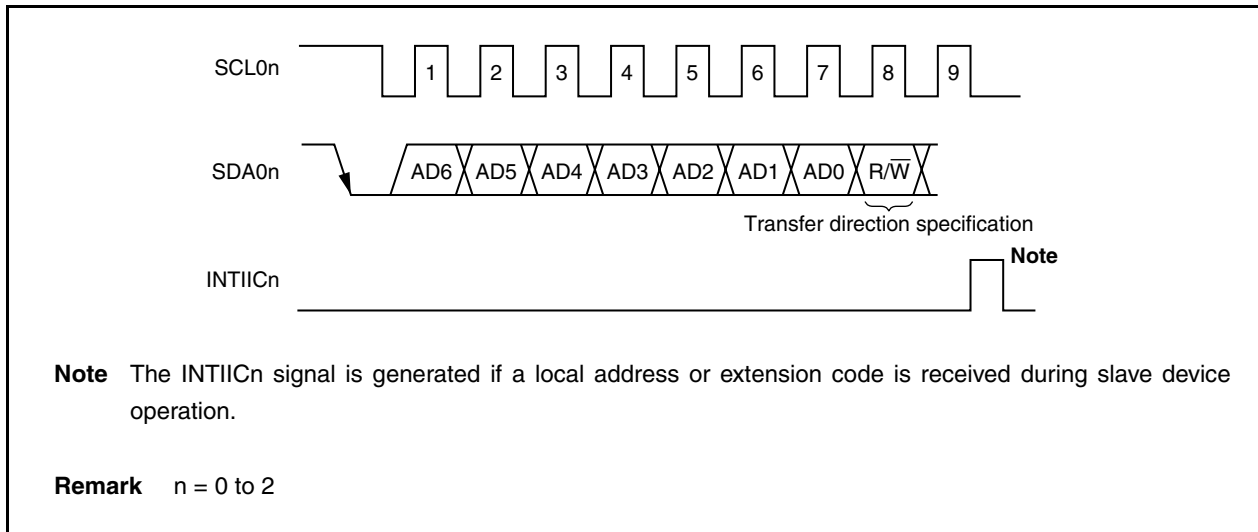 SCL0n 1 2 3 4 5 6 7 8 9
SDA0n AD6 AD5 AD4 AD3 AD2 AD1 AD0 R/W̅
Transfer direction specification
INTIICn Note
Note The INTIICn signal is generated if a local address or extension code is received during slave device
operation.
Remark n = 0 to 2